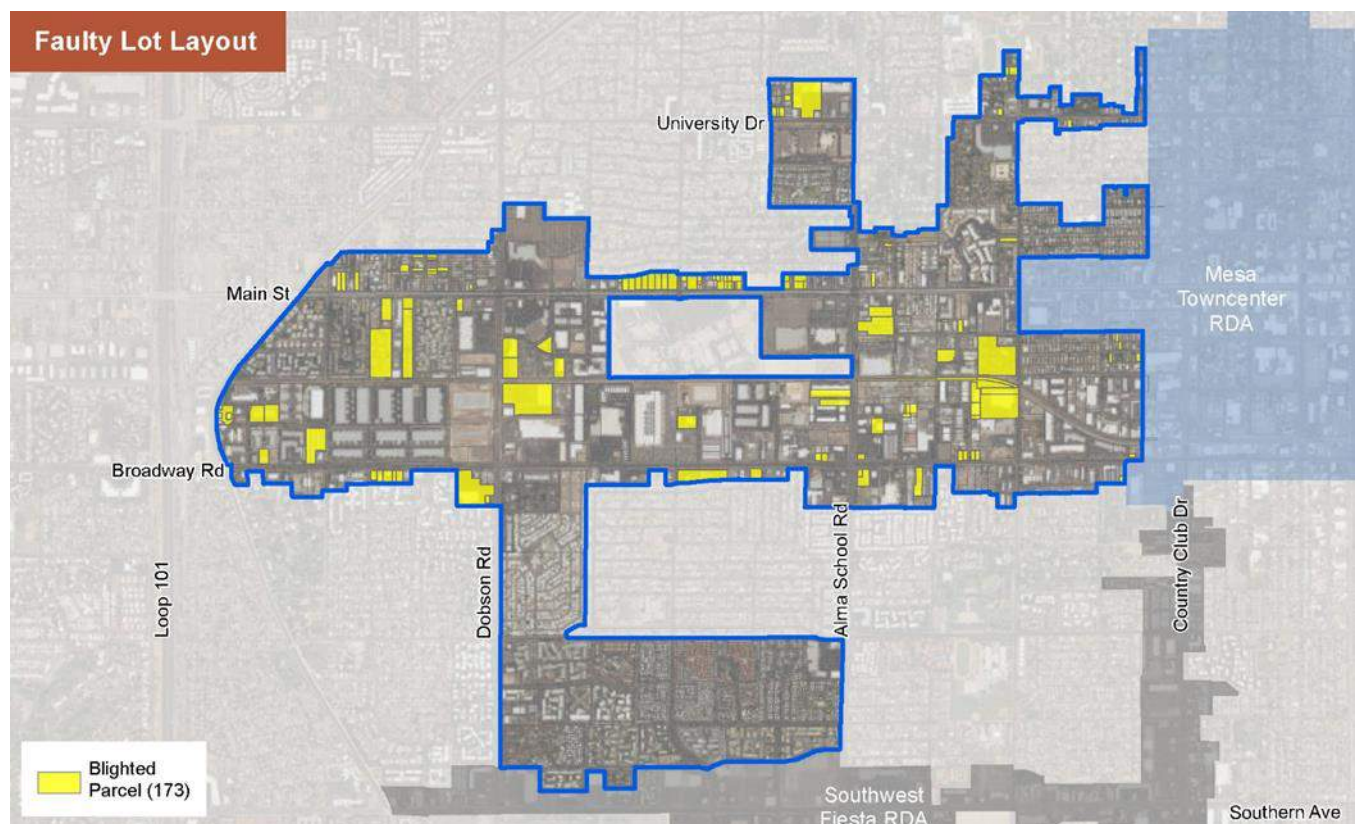 Faulty Lot Layout
University Dr
Main St
Mesa
Towncenter
RDA
Broadway Rd
Loop 101
Dobson Rd
Alma School Rd
Country Club Dr
Blighted
Parcel (173)
Southwest
Fiesta RDA
Southern Ave